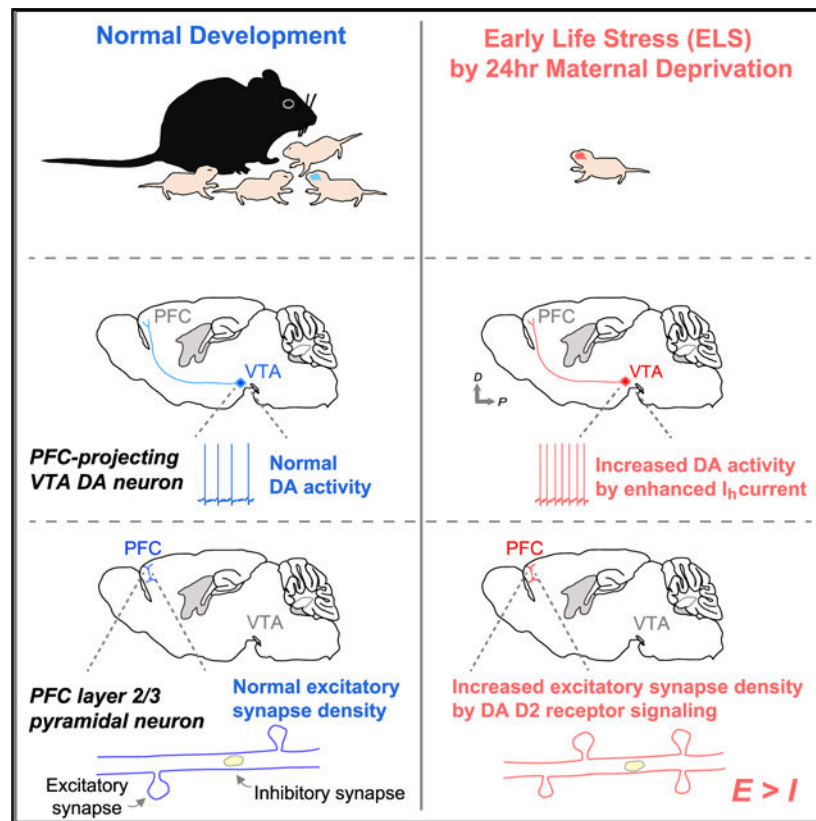 Normal Development
Early Life Stress (ELS)
by 24hr Maternal Deprivation
PFC
VTA
PFC-projecting
VTA DA neuron
Normal
DA activity
PFC
VTA
D
P
Increased DA activity
by enhanced Ih current
PFC
VTA
PFC layer 2/3
pyramidal neuron
Normal excitatory
synapse density
Excitatory
synapse
Inhibitory synapse
PFC
VTA
Increased excitatory synapse density
by DA D2 receptor signaling
E > I